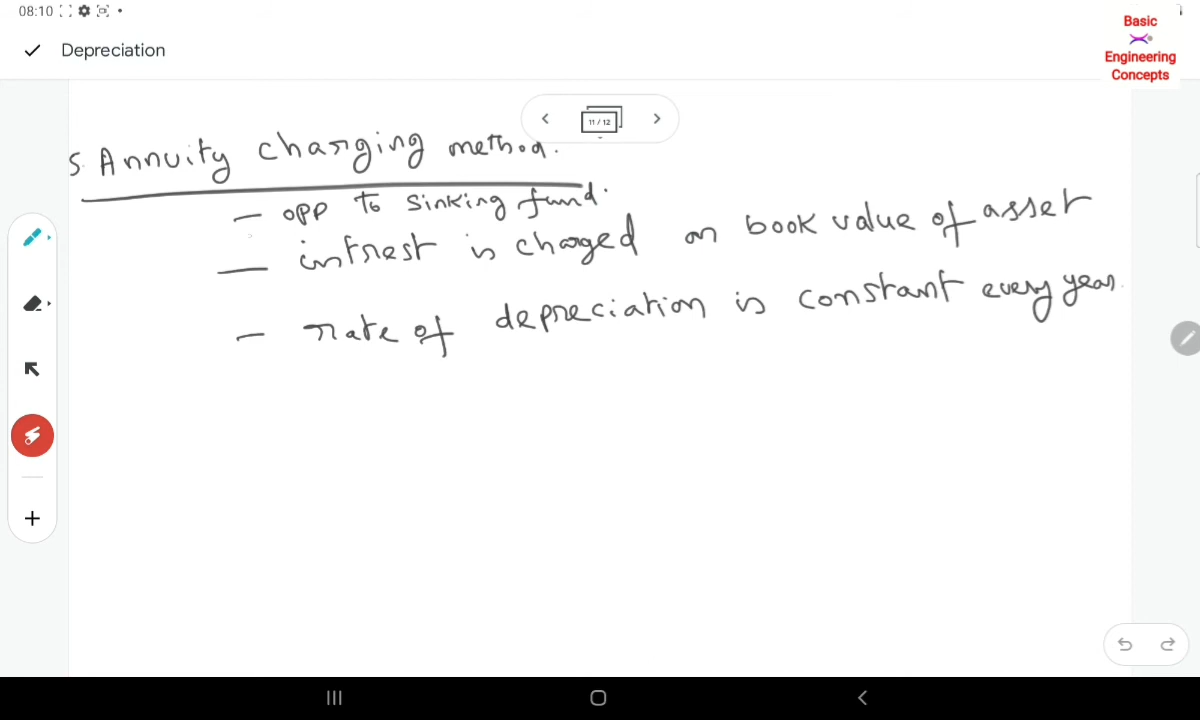 08:10
Depreciation
Basic
Engineering
Concepts
11 / 12
5. Annuity charging method.
— opp to sinking fund.
— intrest is charged on book value of asset
— rate of depreciation is constant every year.